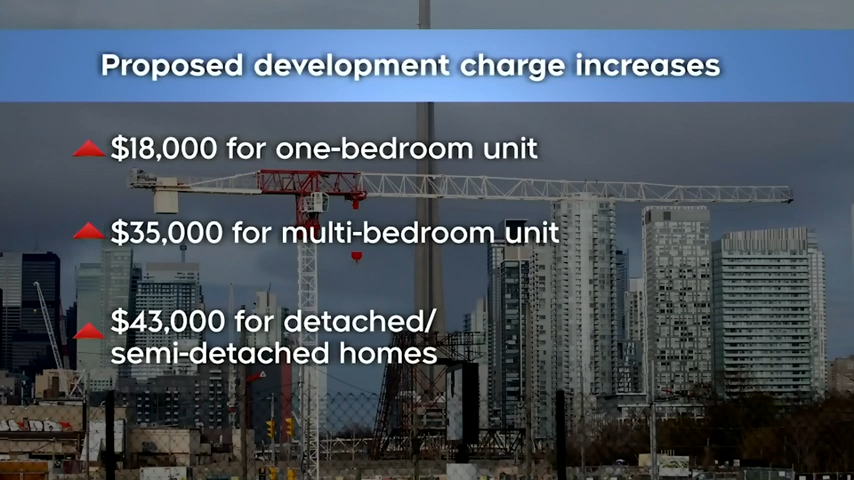 Proposed development charge increases
$18,000 for one-bedroom unit
$35,000 for multi-bedroom unit
$43,000 for detached/
semi-detached homes